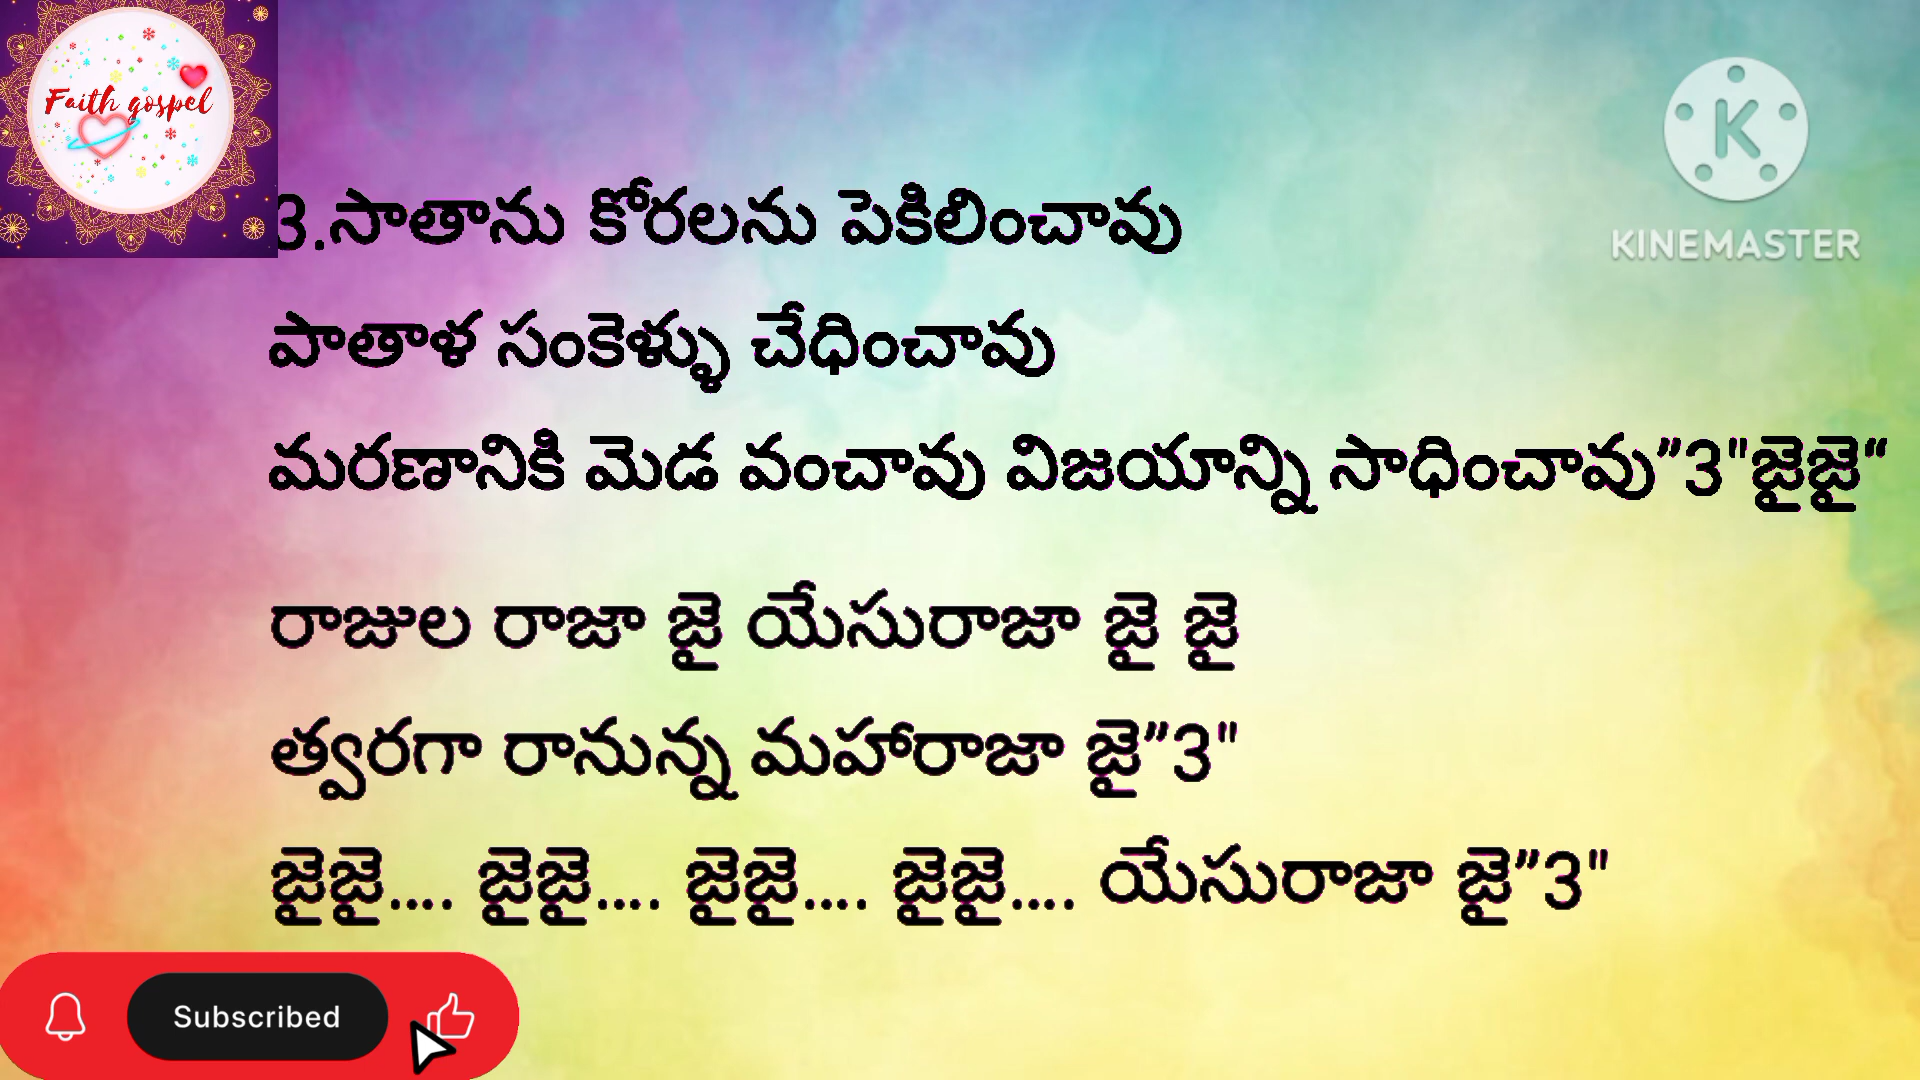 Faith gospel
KINEMASTER
3.సాతాను కోరలను పెకిలించావు
పాతాళ సంకెళ్ళు చేధించావు
మరణానికి మెడ వంచావు విజయాన్ని సాధించావు”3"జైజై“
రాజుల రాజా జై యేసురాజా జై జై
త్వరగా రానున్న మహారాజా జై”3"
జైజై.... జైజై.... జైజై.... జైజై.... యేసురాజా జై”3"
Subscribed